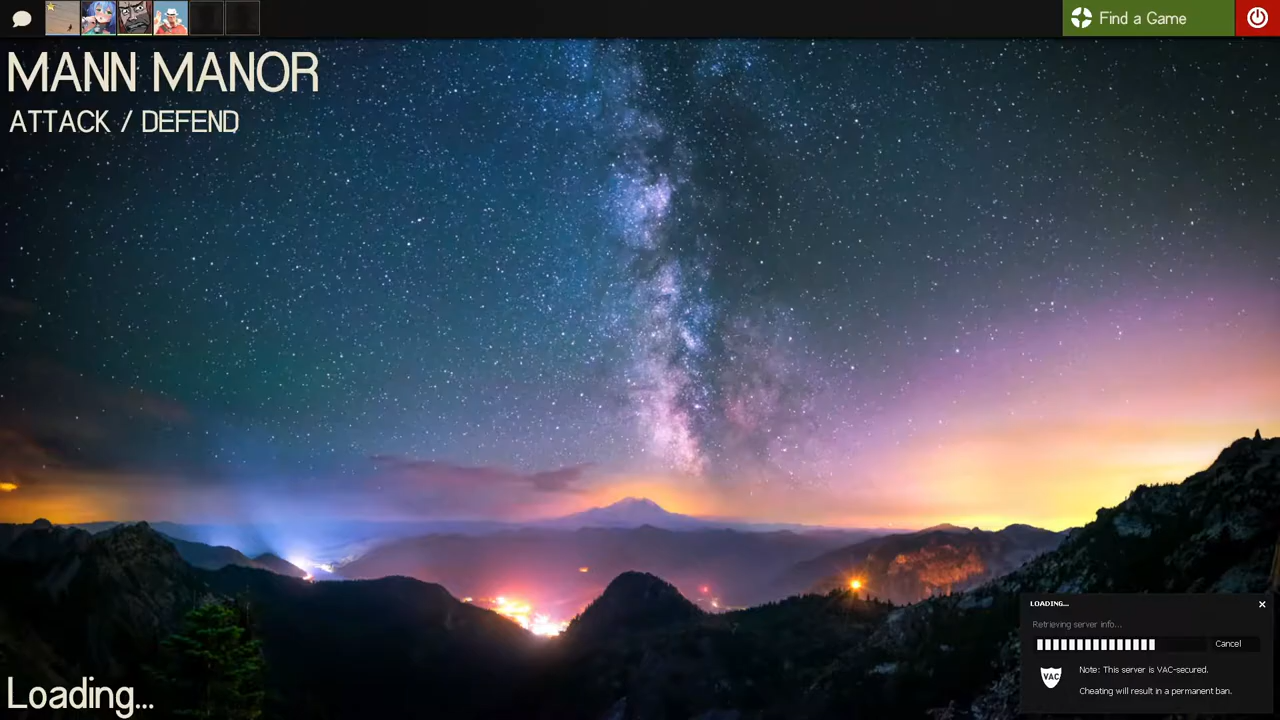 Find a Game
MANN MANOR
ATTACK / DEFEND
LOADING...
Retrieving server info...
Cancel
VAC
Note: This server is VAC-secured.
Cheating will result in a permanent ban.
Loading...